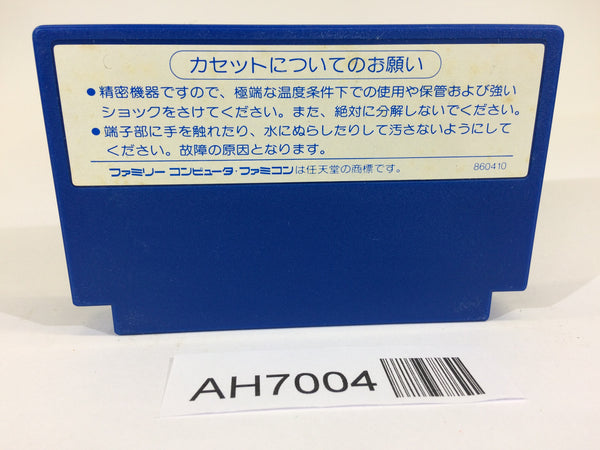 カセットについてのお願い
●精密機器ですので、極端な温度条件下での使用や保管および強い
ショックをさけてください。また、絶対に分解しないでください。
●端子部に手を触れたり、水にぬらしたりして汚さないようにして
ください。故障の原因となります。
ファミリー コンピュータ・ファミコンは任天堂の商標です。 860410
AH7004